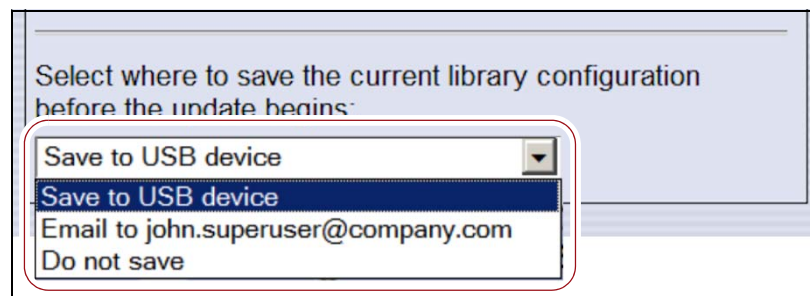 Select where to save the current library configuration
before the update begins:
Save to USB device
Save to USB device
Email to john.superuser@company.com
Do not save